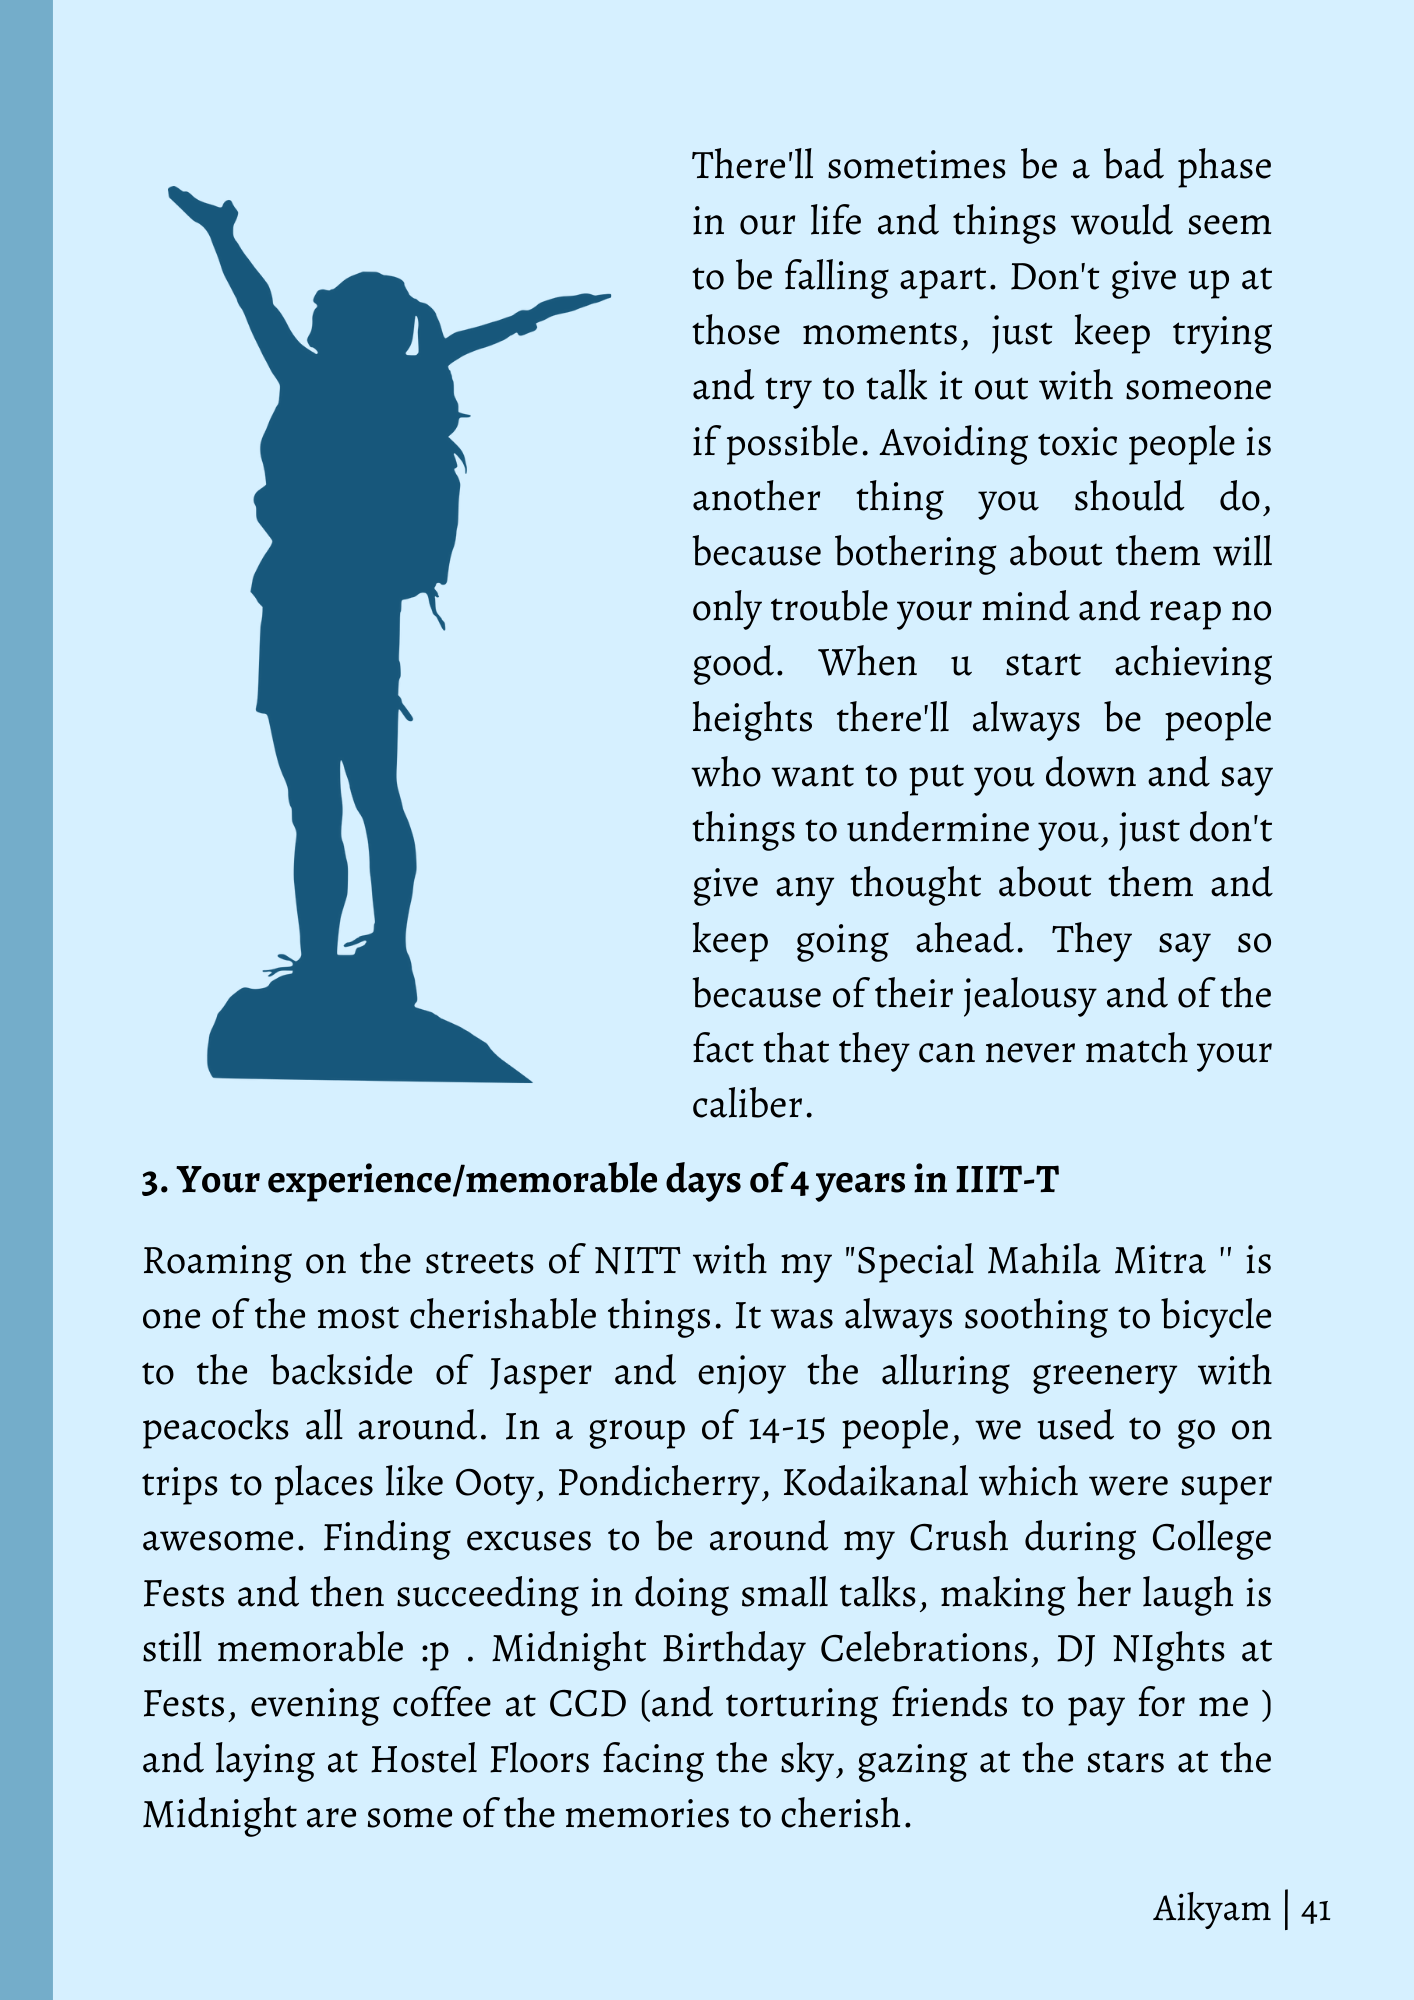 There'll sometimes be a bad phase
in our life and things would seem
to be falling apart. Don't give up at
those moments, just keep trying
and try to talk it out with someone
if possible. Avoiding toxic people is
another thing you should do,
because bothering about them will
only trouble your mind and reap no
good. When u start achieving
heights there'll always be people
who want to put you down and say
things to undermine you, just don't
give any thought about them and
keep going ahead. They say so
because of their jealousy and of the
fact that they can never match your
caliber.
3. Your experience/memorable days of 4 years in IIIT-T
Roaming on the streets of NITT with my "Special Mahila Mitra '' is
one of the most cherishable things. It was always soothing to bicycle
to the backside of Jasper and enjoy the alluring greenery with
peacocks all around. In a group of 14-15 people, we used to go on
trips to places like Ooty, Pondicherry, Kodaikanal which were super
awesome. Finding excuses to be around my Crush during College
Fests and then succeeding in doing small talks, making her laugh is
still memorable :p . Midnight Birthday Celebrations, DJ NIghts at
Fests, evening coffee at CCD (and torturing friends to pay for me )
and laying at Hostel Floors facing the sky, gazing at the stars at the
Midnight are some of the memories to cherish.
Aikyam | 41